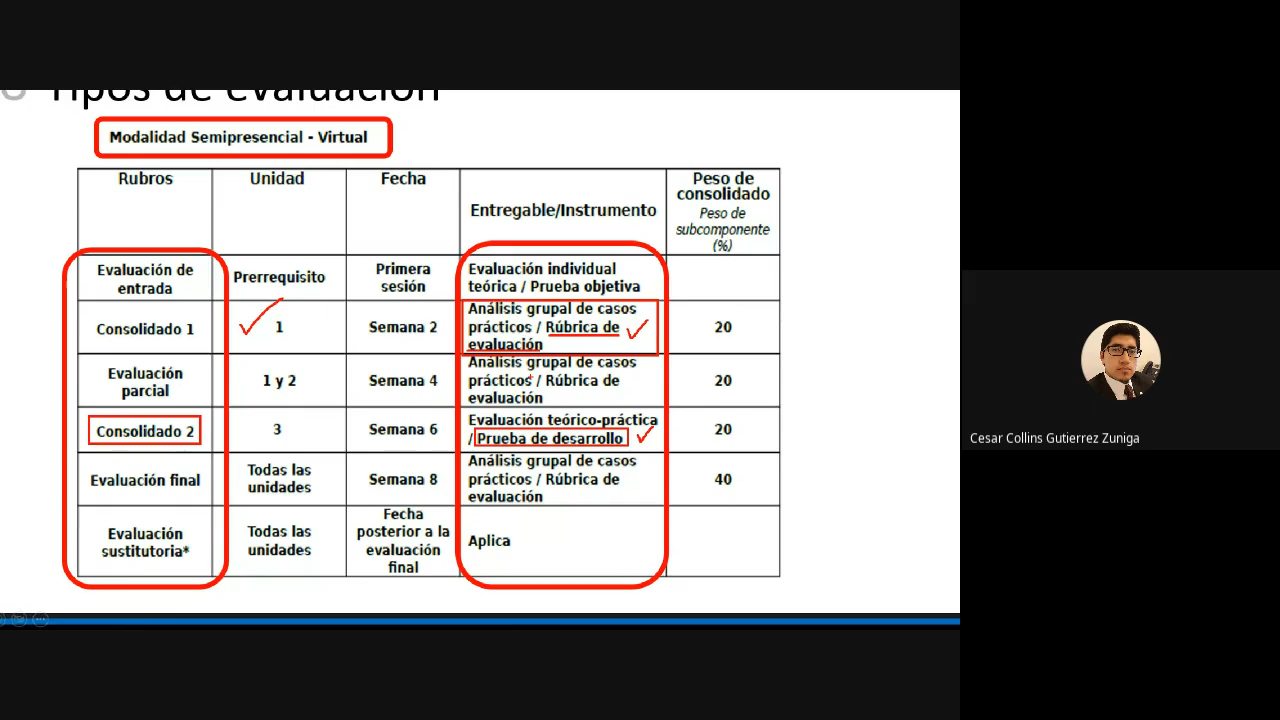 Tipos de evaluación
Modalidad Semipresencial - Virtual
Rubros
Unidad
Fecha
Entregable/Instrumento
Peso de
consolidado
Peso de
subcomponente
(%)
Evaluación de
entrada
Prerrequisito
Primera
sesión
Evaluación individual
teórica / Prueba objetiva
Consolidado 1
1
Semana 2
Análisis grupal de casos
prácticos / Rúbrica de
evaluación
20
Evaluación
parcial
1 y 2
Semana 4
Análisis grupal de casos
prácticos / Rúbrica de
evaluación
20
Consolidado 2
3
Semana 6
Evaluación teórico-práctica
/ Prueba de desarrollo
20
Evaluación final
Todas las
unidades
Semana 8
Análisis grupal de casos
prácticos / Rúbrica de
evaluación
40
Evaluación
sustitutoria*
Todas las
unidades
Fecha
posterior a la
evaluación
final
Aplica
Cesar Collins Gutierrez Zuniga